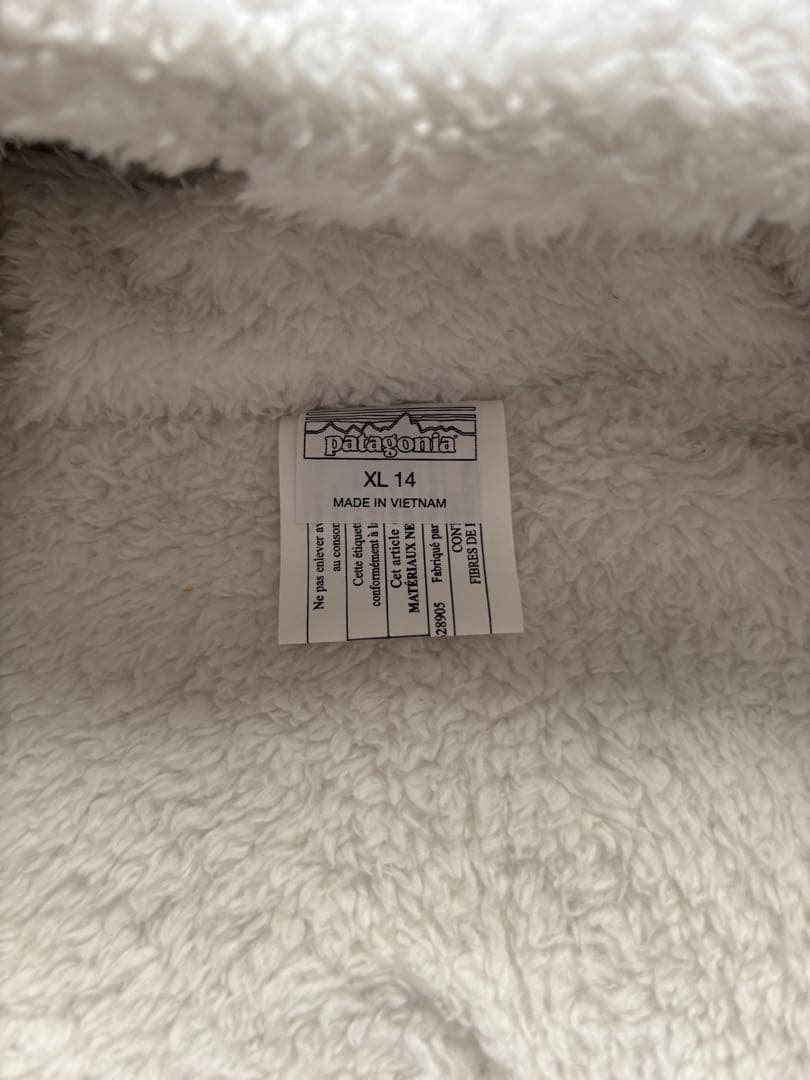 patagonia
XL 14
MADE IN VIETNAM
Ne pas enlever
au
Cette
conformément à
Cet article
MATÉRIAUX
28905 Fabriqué par
FIBRES DE